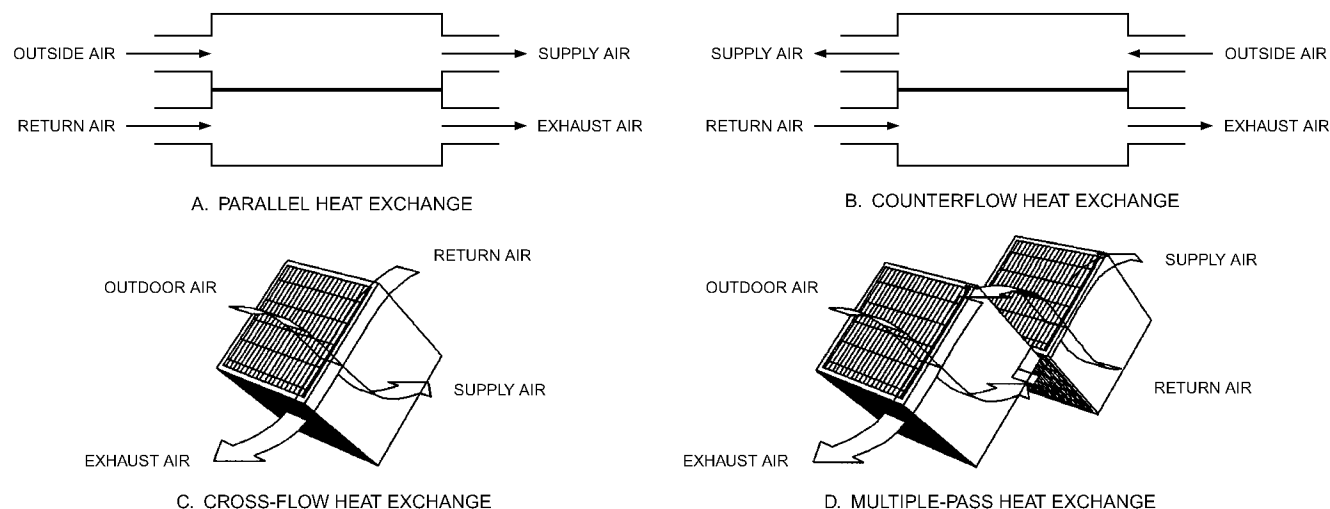 OUTSIDE AIR
SUPPLY AIR
RETURN AIR
EXHAUST AIR
A. PARALLEL HEAT EXCHANGE
SUPPLY AIR
OUTSIDE AIR
RETURN AIR
EXHAUST AIR
B. COUNTERFLOW HEAT EXCHANGE
RETURN AIR
OUTDOOR AIR
SUPPLY AIR
EXHAUST AIR
C. CROSS-FLOW HEAT EXCHANGE
SUPPLY AIR
OUTDOOR AIR
RETURN AIR
EXHAUST AIR
D. MULTIPLE-PASS HEAT EXCHANGE